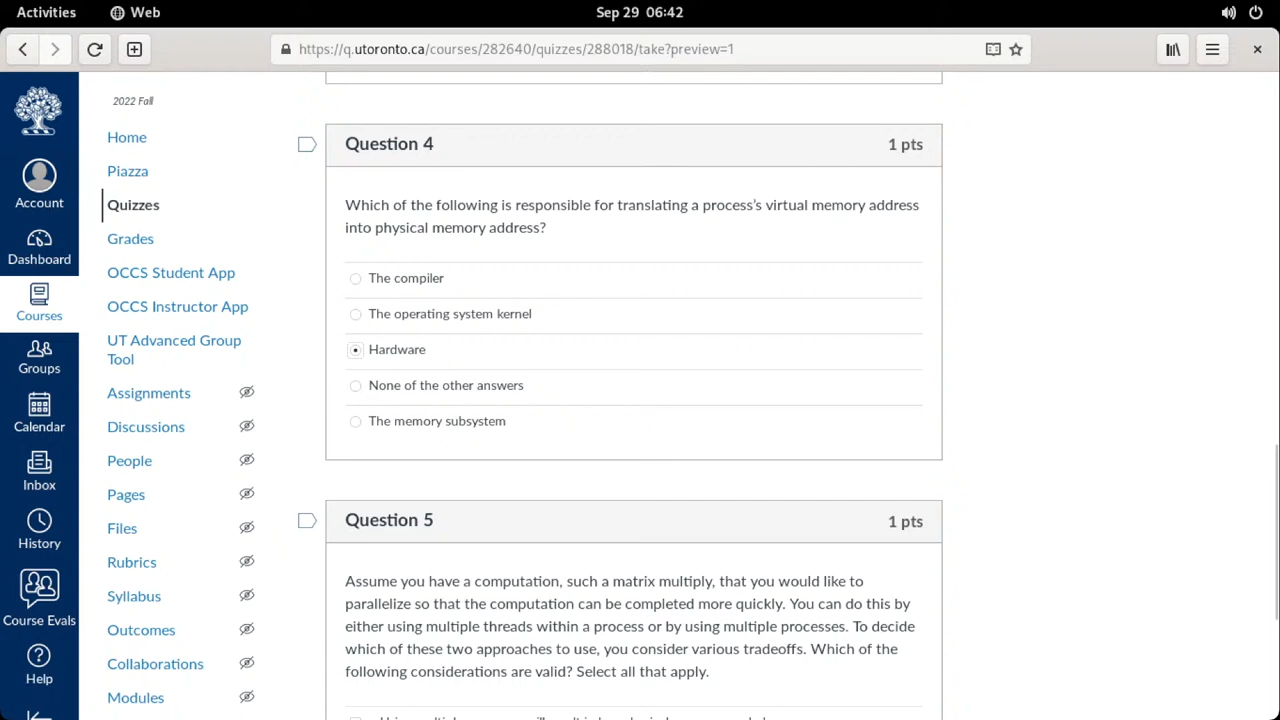 Activities
Web
Sep 29 06:42
https://q.utoronto.ca/courses/282640/quizzes/288018/take?preview=1
2022 Fall
Account
Dashboard
Courses
Groups
Calendar
Inbox
History
Course Evals
Help
Home
Piazza
Quizzes
Grades
OCCS Student App
OCCS Instructor App
UT Advanced Group
Tool
Assignments
Discussions
People
Pages
Files
Rubrics
Syllabus
Outcomes
Collaborations
Modules
Question 4
1 pts
Which of the following is responsible for translating a process’s virtual memory address
into physical memory address?
The compiler
The operating system kernel
Hardware
None of the other answers
The memory subsystem
Question 5
1 pts
Assume you have a computation, such a matrix multiply, that you would like to
parallelize so that the computation can be completed more quickly. You can do this by
either using multiple threads within a process or by using multiple processes. To decide
which of these two approaches to use, you consider various tradeoffs. Which of the
following considerations are valid? Select all that apply.